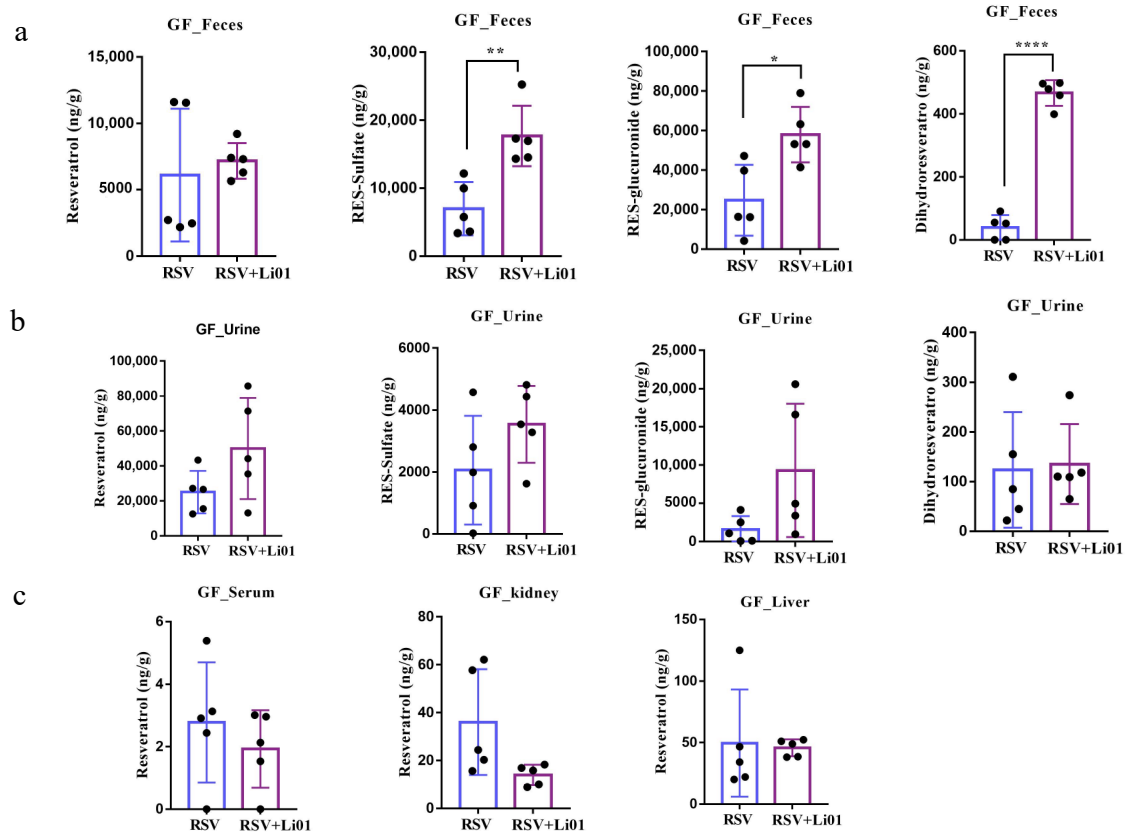 a
GF_Feces
Resveratrol (ng/g)
15,000
10,000
5000
0
RSV
RSV+Li01
GF_Feces
RES-Sulfate (ng/g)
30,000
20,000
10,000
0
**
RSV
RSV+Li01
GF_Feces
RES-glucuronide (ng/g)
100,000
80,000
60,000
40,000
20,000
0
*
RSV
RSV+Li01
GF_Feces
Dihydroresveratro (ng/g)
600
400
200
0
****
RSV
RSV+Li01
b
GF_Urine
Resveratrol (ng/g)
100,000
80,000
60,000
40,000
20,000
0
RSV
RSV+Li01
GF_Urine
RES-Sulfate (ng/g)
6000
4000
2000
0
RSV
RSV+Li01
GF_Urine
RES-glucuronide (ng/g)
25,000
20,000
15,000
10,000
5000
0
RSV
RSV+Li01
GF_Urine
Dihydroresveratro (ng/g)
400
300
200
100
0
RSV
RSV+Li01
c
GF_Serum
Resveratrol (ng/g)
6
4
2
0
RSV
RSV+Li01
GF_kidney
Resveratrol (ng/g)
80
60
40
20
0
RSV
RSV+Li01
GF_Liver
Resveratrol (ng/g)
150
100
50
0
RSV
RSV+Li01